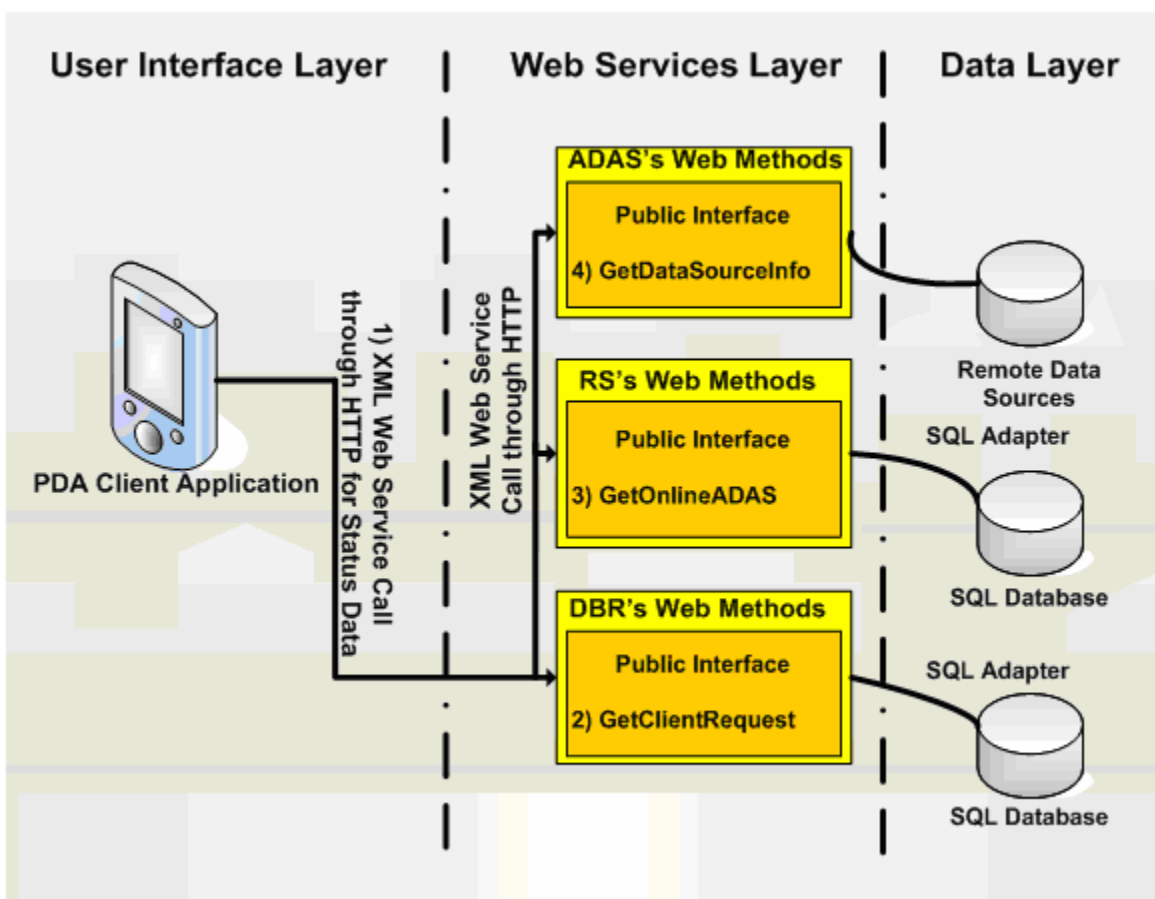 User Interface Layer
Web Services Layer
Data Layer
PDA Client Application
1) XML Web Service Call
through HTTP for Status Data
XML Web Service
Call through HTTP
ADAS's Web Methods
Public Interface
4) GetDataSourceInfo
RS's Web Methods
Public Interface
3) GetOnlineADAS
DBR's Web Methods
Public Interface
2) GetClientRequest
Remote Data
Sources
SQL Adapter
SQL Database
SQL Adapter
SQL Database